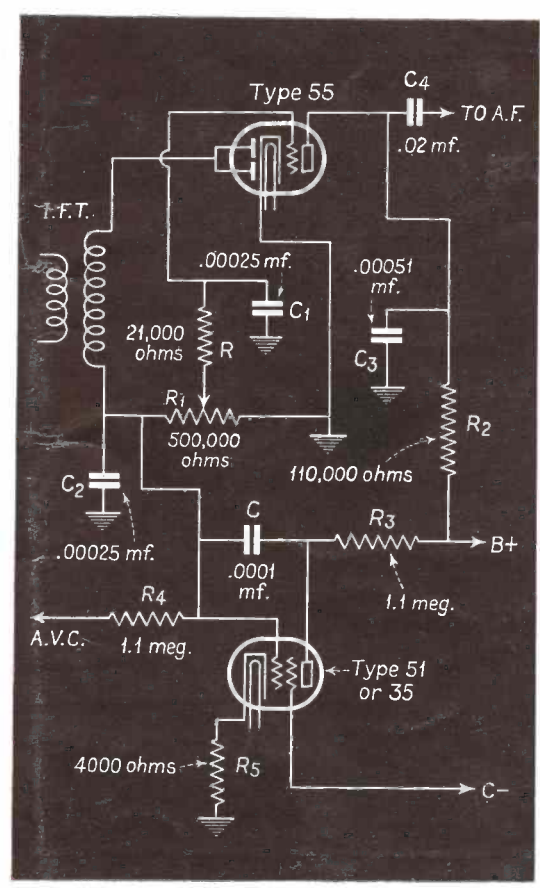 Type 55
C4
TO A.F.
.02 mf.
I.F.T.
.00025 mf.
C1
.00051
mf.
C3
21,000
ohms
R
R1
500,000
ohms
R2
110,000 ohms
C2
.00025 mf.
C
.0001
mf.
R3
B+
1.1 meg.
R4
A.V.C.
1.1 meg.
Type 51
or 35
4000 ohms
R5
C-